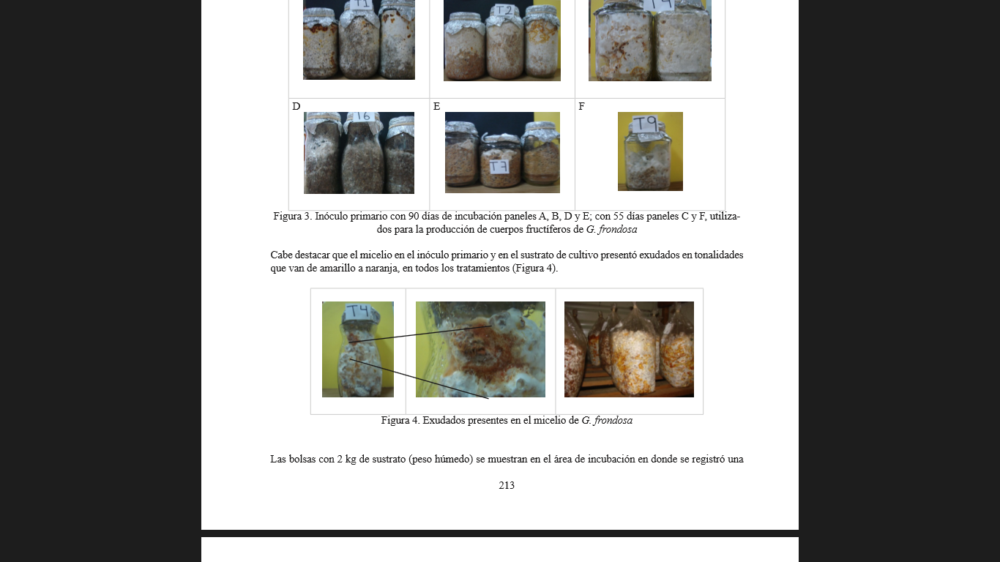 T1
T2
T4
D
E
F
T6
T7
T9
Figura 3. Inóculo primario con 90 días de incubación paneles A, B, D y E; con 55 días paneles C y F, utiliza-
dos para la producción de cuerpos fructíferos de G. frondosa
Cabe destacar que el micelio en el inóculo primario y en el sustrato de cultivo presentó exudados en tonalidades
que van de amarillo a naranja, en todos los tratamientos (Figura 4).
T4
Figura 4. Exudados presentes en el micelio de G. frondosa
Las bolsas con 2 kg de sustrato (peso húmedo) se muestran en el área de incubación en donde se registró una
213